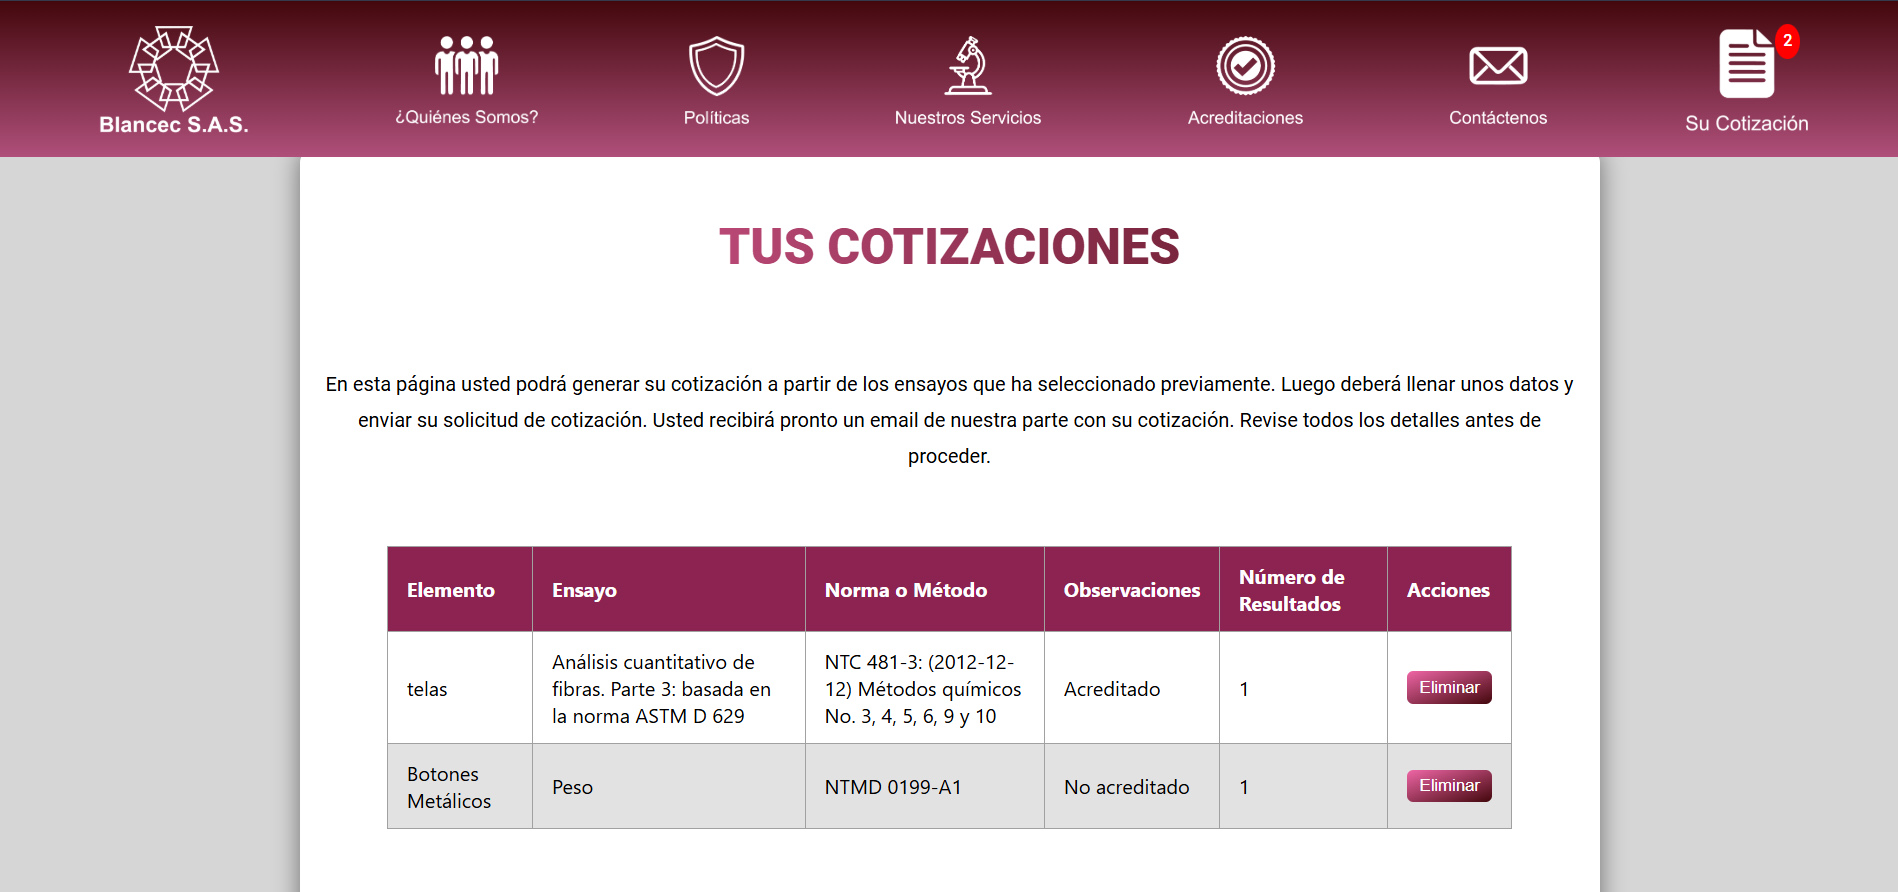 Blancec S.A.S.
¿Quiénes Somos?
Políticas
Nuestros Servicios
Acreditaciones
Contáctenos
2
Su Cotización
TUS COTIZACIONES
En esta página usted podrá generar su cotización a partir de los ensayos que ha seleccionado previamente. Luego deberá llenar unos datos y
enviar su solicitud de cotización. Usted recibirá pronto un email de nuestra parte con su cotización. Revise todos los detalles antes de
proceder.
Elemento
Ensayo
Norma o Método
Observaciones
Número de
Resultados
Acciones
telas
Análisis cuantitativo de
fibras. Parte 3: basada en
la norma ASTM D 629
NTC 481-3: (2012-12-
12) Métodos químicos
No. 3, 4, 5, 6, 9 y 10
Acreditado
1
Eliminar
Botones
Metálicos
Peso
NTMD 0199-A1
No acreditado
1
Eliminar